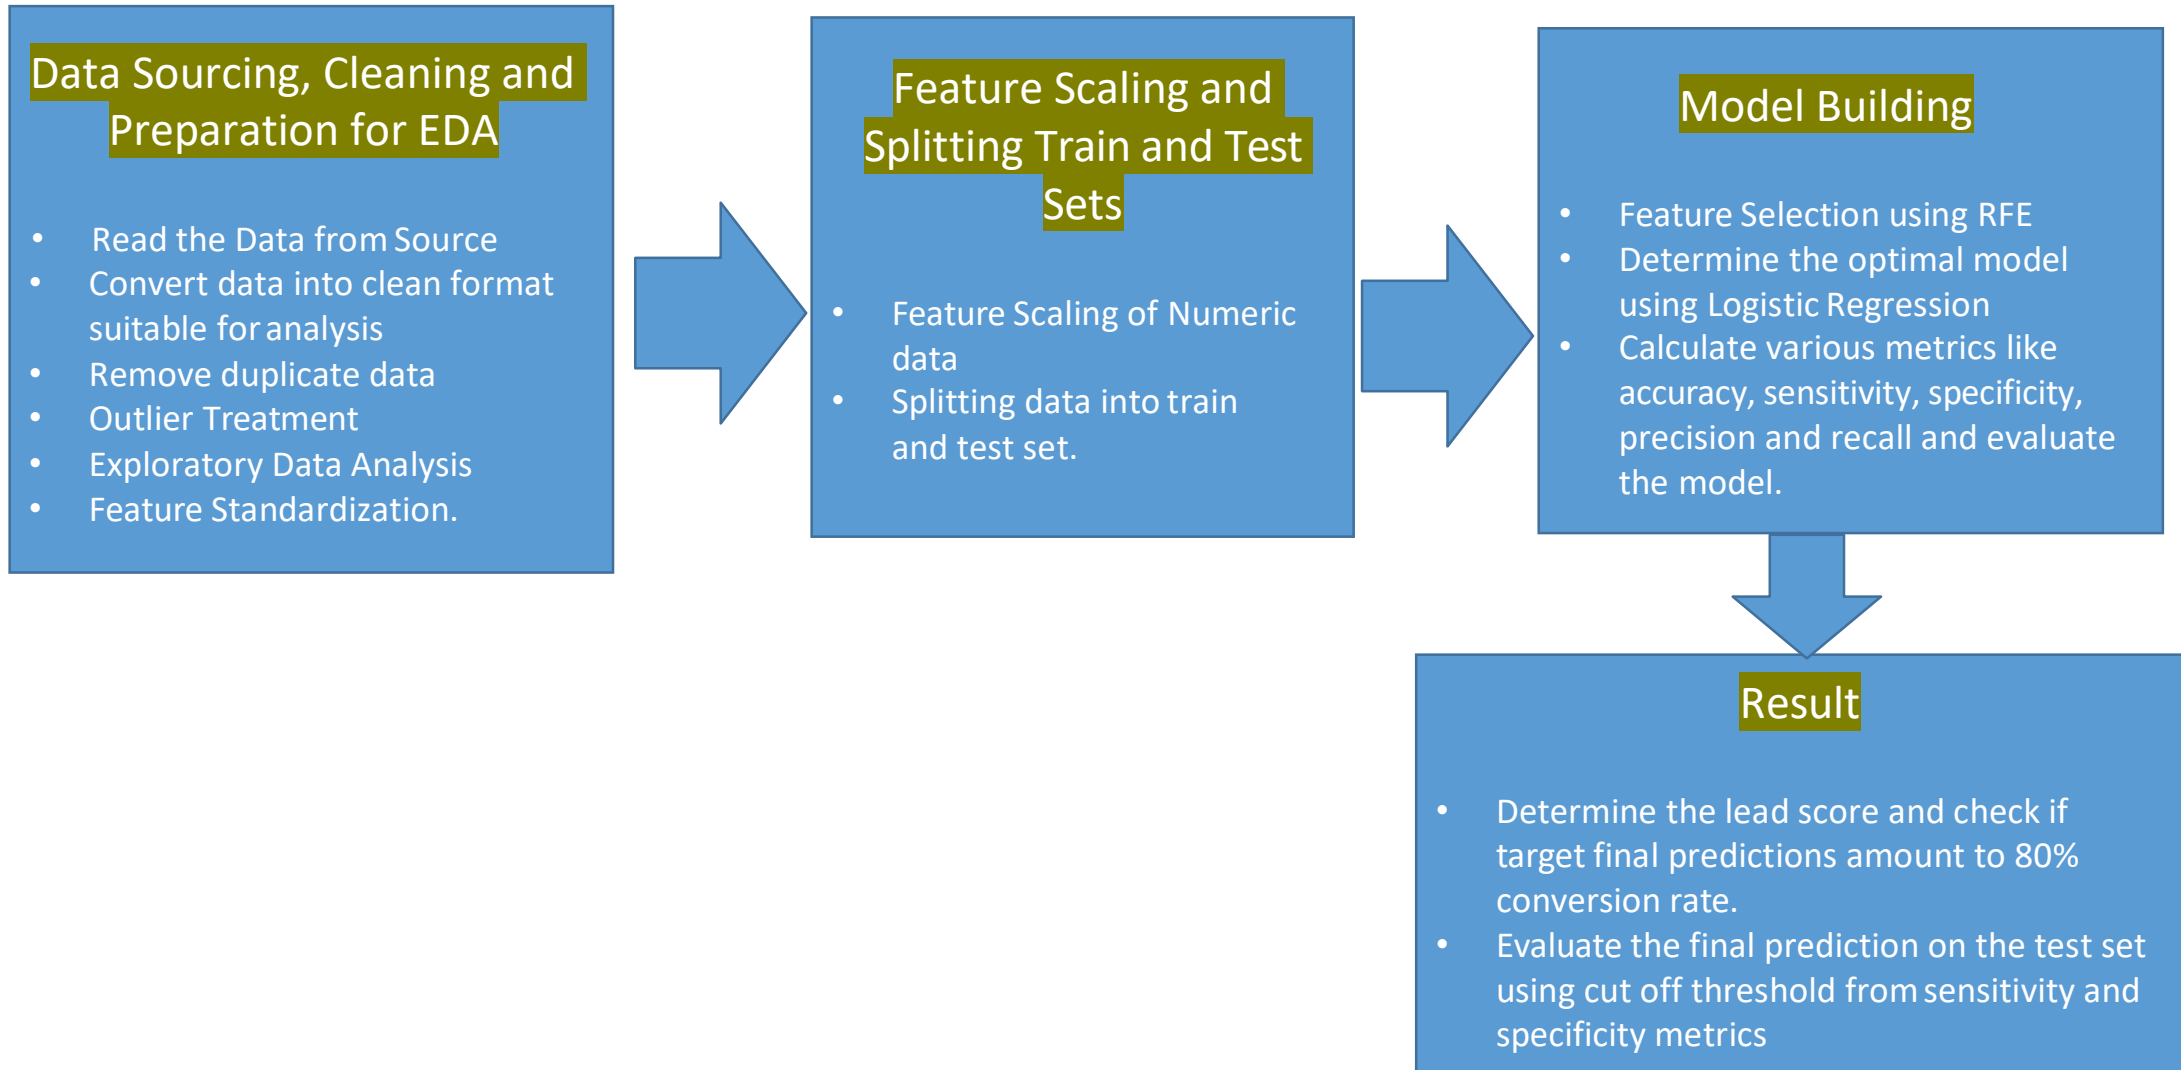 Data Sourcing, Cleaning and
Preparation for EDA
• Read the Data from Source
• Convert data into clean format
suitable for analysis
• Remove duplicate data
• Outlier Treatment
• Exploratory Data Analysis
• Feature Standardization.
Feature Scaling and
Splitting Train and Test
Sets
• Feature Scaling of Numeric
data
• Splitting data into train
and test set.
Model Building
• Feature Selection using RFE
• Determine the optimal model
using Logistic Regression
• Calculate various metrics like
accuracy, sensitivity, specificity,
precision and recall and evaluate
the model.
Result
• Determine the lead score and check if
target final predictions amount to 80%
conversion rate.
• Evaluate the final prediction on the test set
using cut off threshold from sensitivity and
specificity metrics